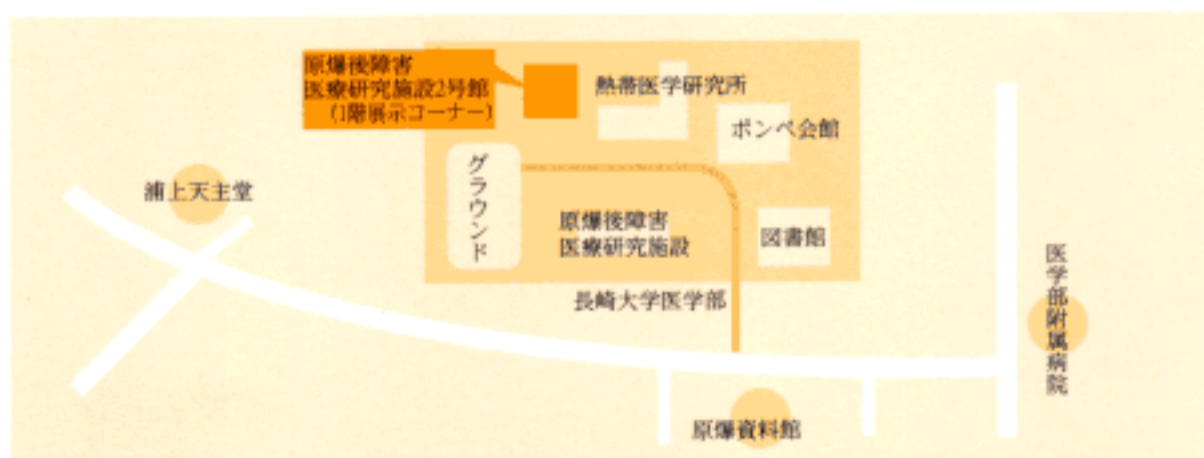 原爆後障害
医療研究施設2号館
(1階展示コーナー)
熱帯医学研究所
ポンペ会館
浦上天主堂
グラウンド
原爆後障害
医療研究施設
図書館
長崎大学医学部
医学部附属病院
原爆資料館